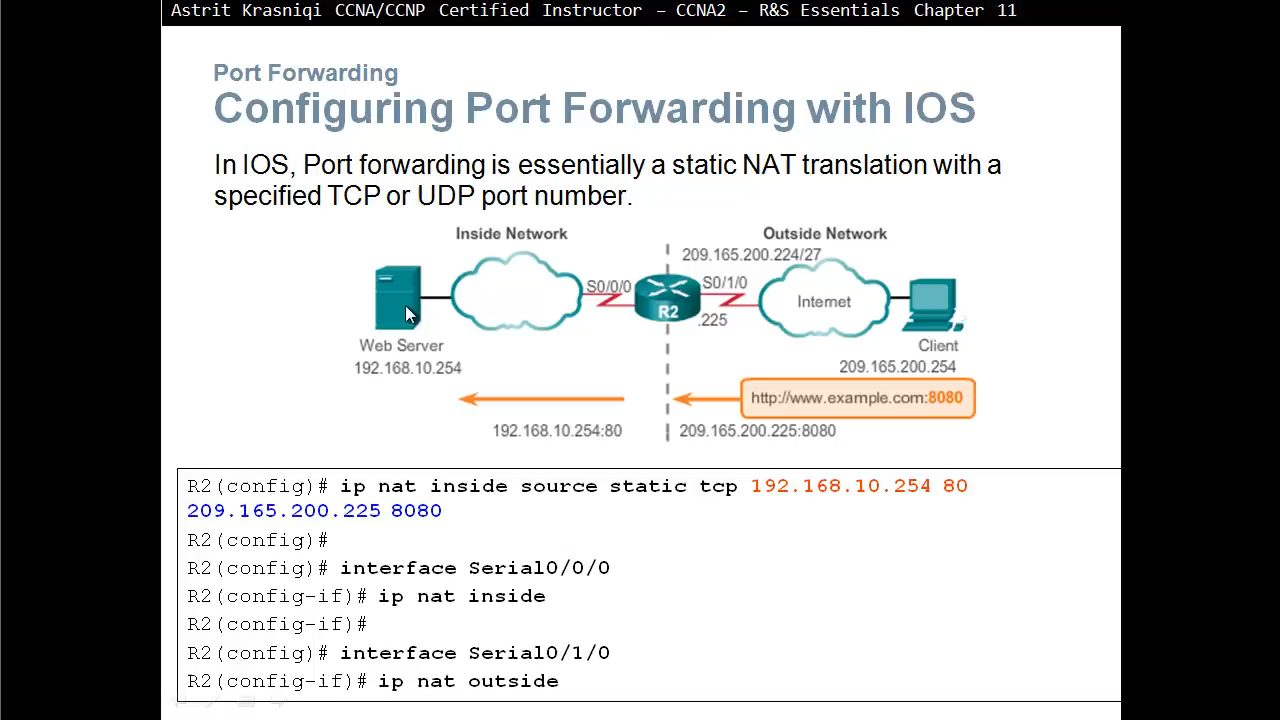 Astrit Krasniqi CCNA/CCNP Certified Instructor – CCNA2 – R&S Essentials Chapter 11
Port Forwarding
Configuring Port Forwarding with IOS
In IOS, Port forwarding is essentially a static NAT translation with a
specified TCP or UDP port number.
Inside Network
Outside Network
209.165.200.224/27
S0/0/0
S0/1/0
R2
Internet
.225
Web Server
Client
192.168.10.254
209.165.200.254
http://www.example.com:8080
192.168.10.254:80
209.165.200.225:8080
R2(config)# ip nat inside source static tcp 192.168.10.254 80
209.165.200.225 8080
R2(config)#
R2(config)# interface Serial0/0/0
R2(config-if)# ip nat inside
R2(config-if)#
R2(config)# interface Serial0/1/0
R2(config-if)# ip nat outside